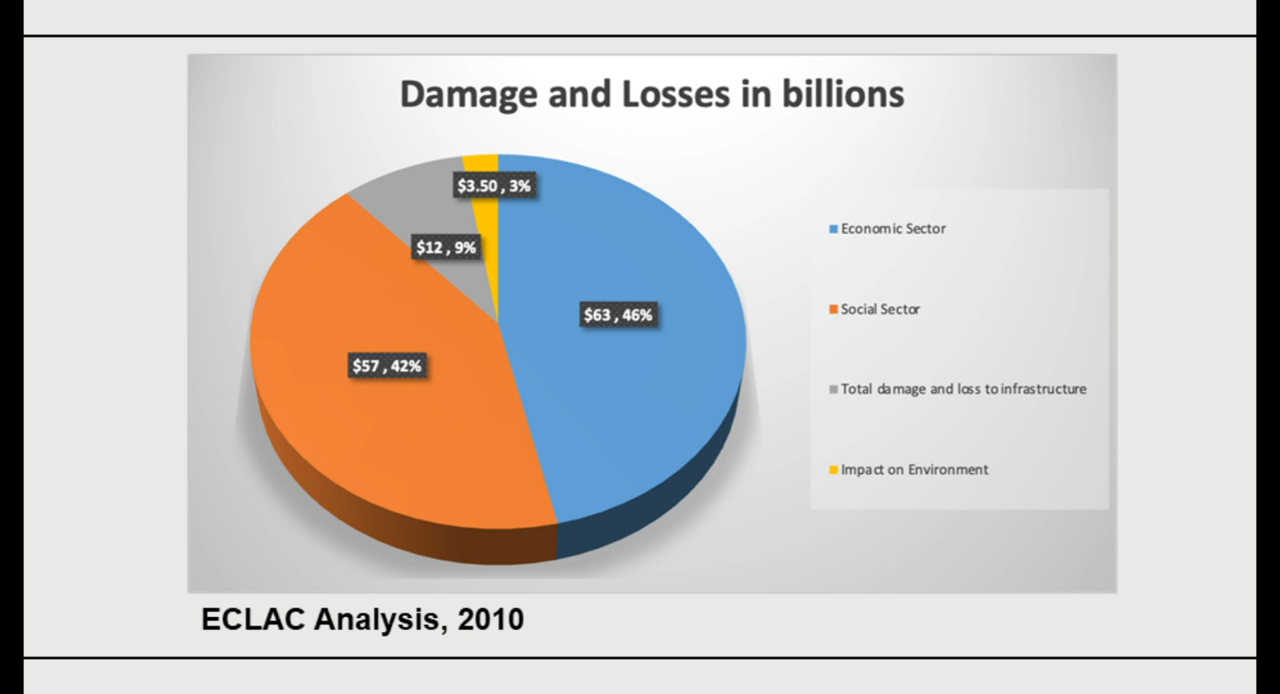 Damage and Losses in billions
$3.50 , 3%
$12 , 9%
$63 , 46%
$57 , 42%
Economic Sector
Social Sector
Total damage and loss to infrastructure
Impact on Environment
ECLAC Analysis, 2010